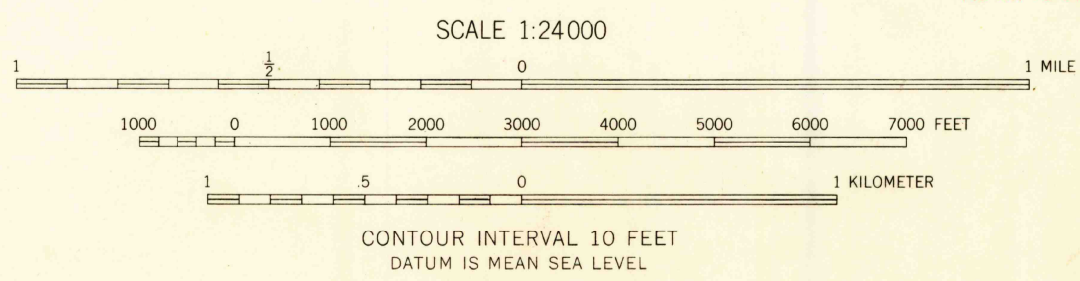 SCALE 1:24000
1 1/2 0 1 MILE
1000 0 1000 2000 3000 4000 5000 6000 7000 FEET
1 .5 0 1 KILOMETER
CONTOUR INTERVAL 10 FEET
DATUM IS MEAN SEA LEVEL